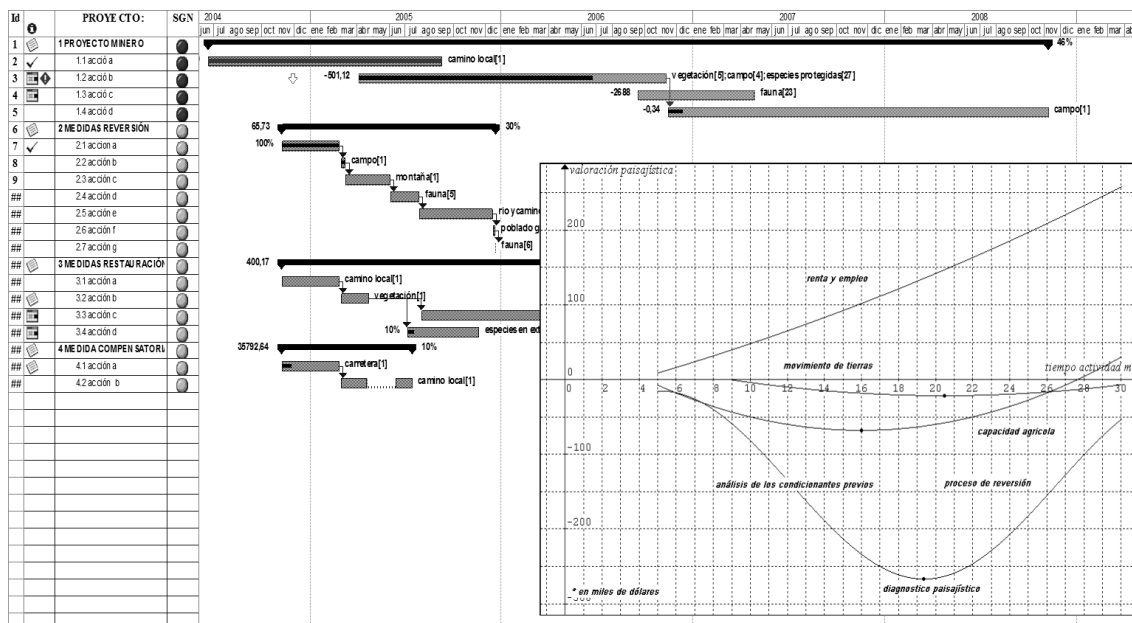 Id PROYECTO: SGN 2004 2005 2006 2007 2008
jun jul ago sep oct nov dic ene feb mar abr may jun jul ago sep oct nov dic ene feb mar abr may jun jul ago sep oct nov dic ene feb mar abr may jun jul ago sep oct nov dic ene feb mar abr may jun jul ago sep oct nov dic ene feb mar ab
1 1 PROYECTO MINERO 46%
2 1.1 acció a camino local[1]
3 1.2 acció b -501,12 vegetación[5];campo[4];especies protegidas[27]
4 1.3 acció c -2688 fauna[23]
5 1.4 acció d -0,34 campo[1]
6 2 MEDIDAS REVERSIÓN 65,73 30%
7 2.1 accion a 100%
8 2.2 acción b campo[1]
9 2.3 acción c montaña[1]
## 2.4 acción d fauna[5]
## 2.5 acción e rio y camino
## 2.6 acción f poblado g
## 2.7 acción g fauna[6]
## 3 MEDIDAS RESTAURACIÓN 400,17
## 3.1 acción a camino local[1]
## 3.2 acción b vegetación[1]
## 3.3 acción c
## 3.4 acción d 10% especies en ex
## 4 MEDIDA COMPENSATORI 35792,64 10%
## 4.1 acción a carretera[1]
## 4.2 acción b camino local[1]
valoración paisajística
200
renta y empleo
100
movimiento de tierras
tiempo actividad m
0
0 2 4 6 8 10 12 14 16 18 20 22 24 26 28 30
capacidad agricola
-100
análisis de los condicionantes previos
proceso de reversión
-200
diagnostico paisajístico
* en miles de dólares